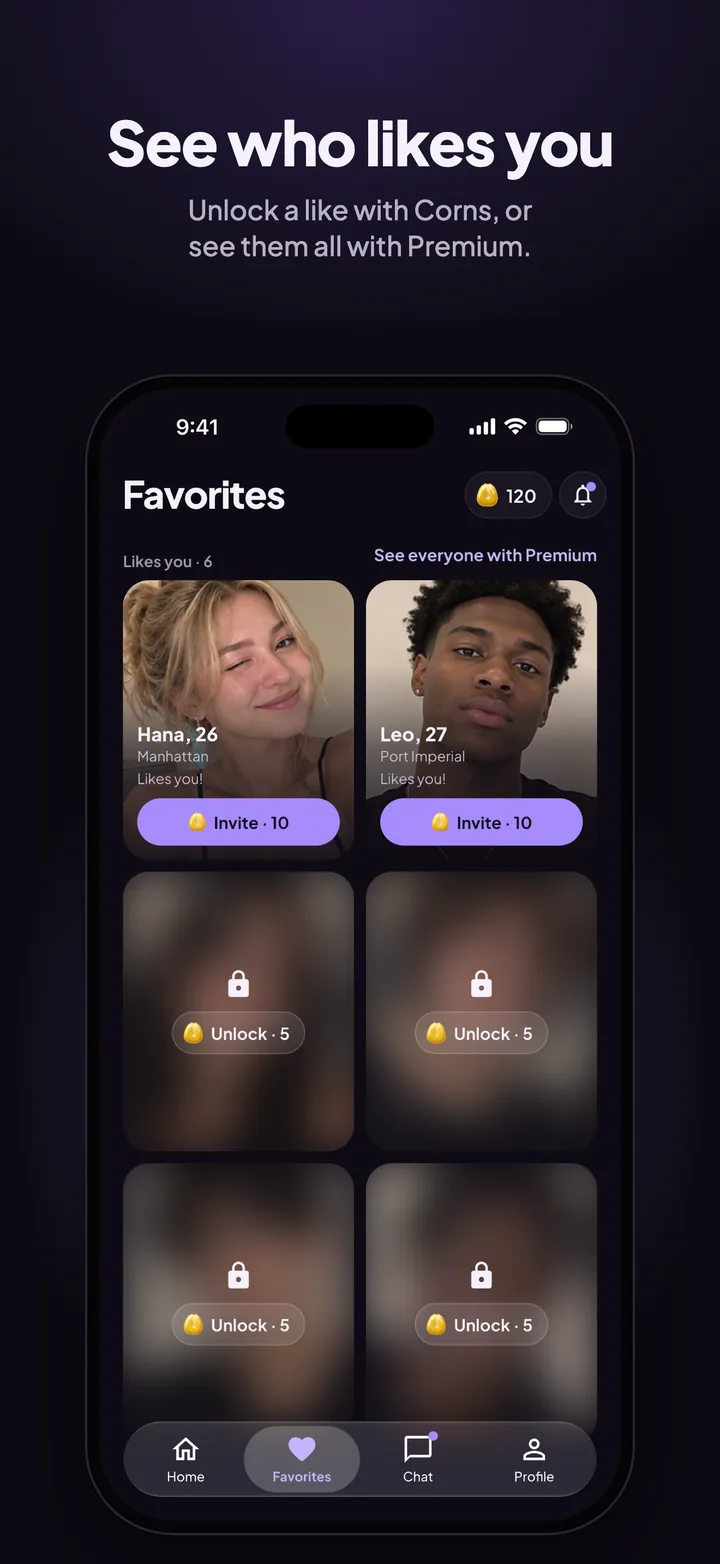 See who likes you
Unlock a like with Corns, or
see them all with Premium.
9:41
Favorites
120
Likes you · 6
See everyone with Premium
Hana, 26
Manhattan
Likes you!
Invite · 10
Leo, 27
Port Imperial
Likes you!
Invite · 10
Unlock · 5
Unlock · 5
Unlock · 5
Unlock · 5
Home
Favorites
Chat
Profile